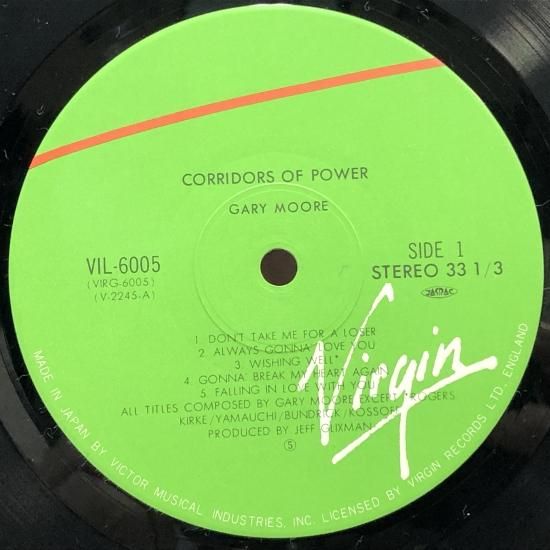 CORRIDORS OF POWER
GARY MOORE
VIL-6005
(VIRG-6005)
(V-2245-A)
SIDE 1
STEREO 33 1/3
JASRAC
1. DON'T TAKE ME FOR A LOSER
2. ALWAYS GONNA LOVE YOU
3. WISHING WELL*
4. GONNA BREAK MY HEART AGAIN
5. FALLING IN LOVE WITH YOU
ALL TITLES COMPOSED BY GARY MOORE EXCEPT *ROGERS
KIRKE/YAMAUCHI/BUNDRICK/KOSSOFF
PRODUCED BY JEFF GLIXMAN
Ⓢ
Virgin
MADE IN JAPAN BY VICTOR MUSICAL INDUSTRIES, INC. LICENSED BY VIRGIN RECORDS LTD., ENGLAND